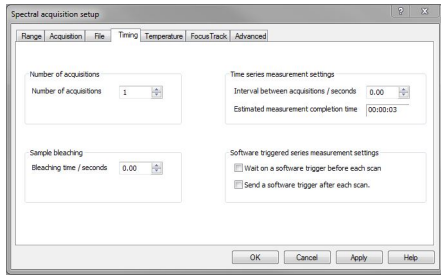 Spectral acquisition setup
Range Acquisition File Timing Temperature FocusTrack Advanced
Number of acquisitions
Number of acquisitions 1
Time series measurement settings
Interval between acquisitions / seconds 0.00
Estimated measurement completion time 00:00:03
Sample bleaching
Bleaching time / seconds 0.00
Software triggered series measurement settings
Wait on a software trigger before each scan
Send a software trigger after each scan.
OK Cancel Apply Help